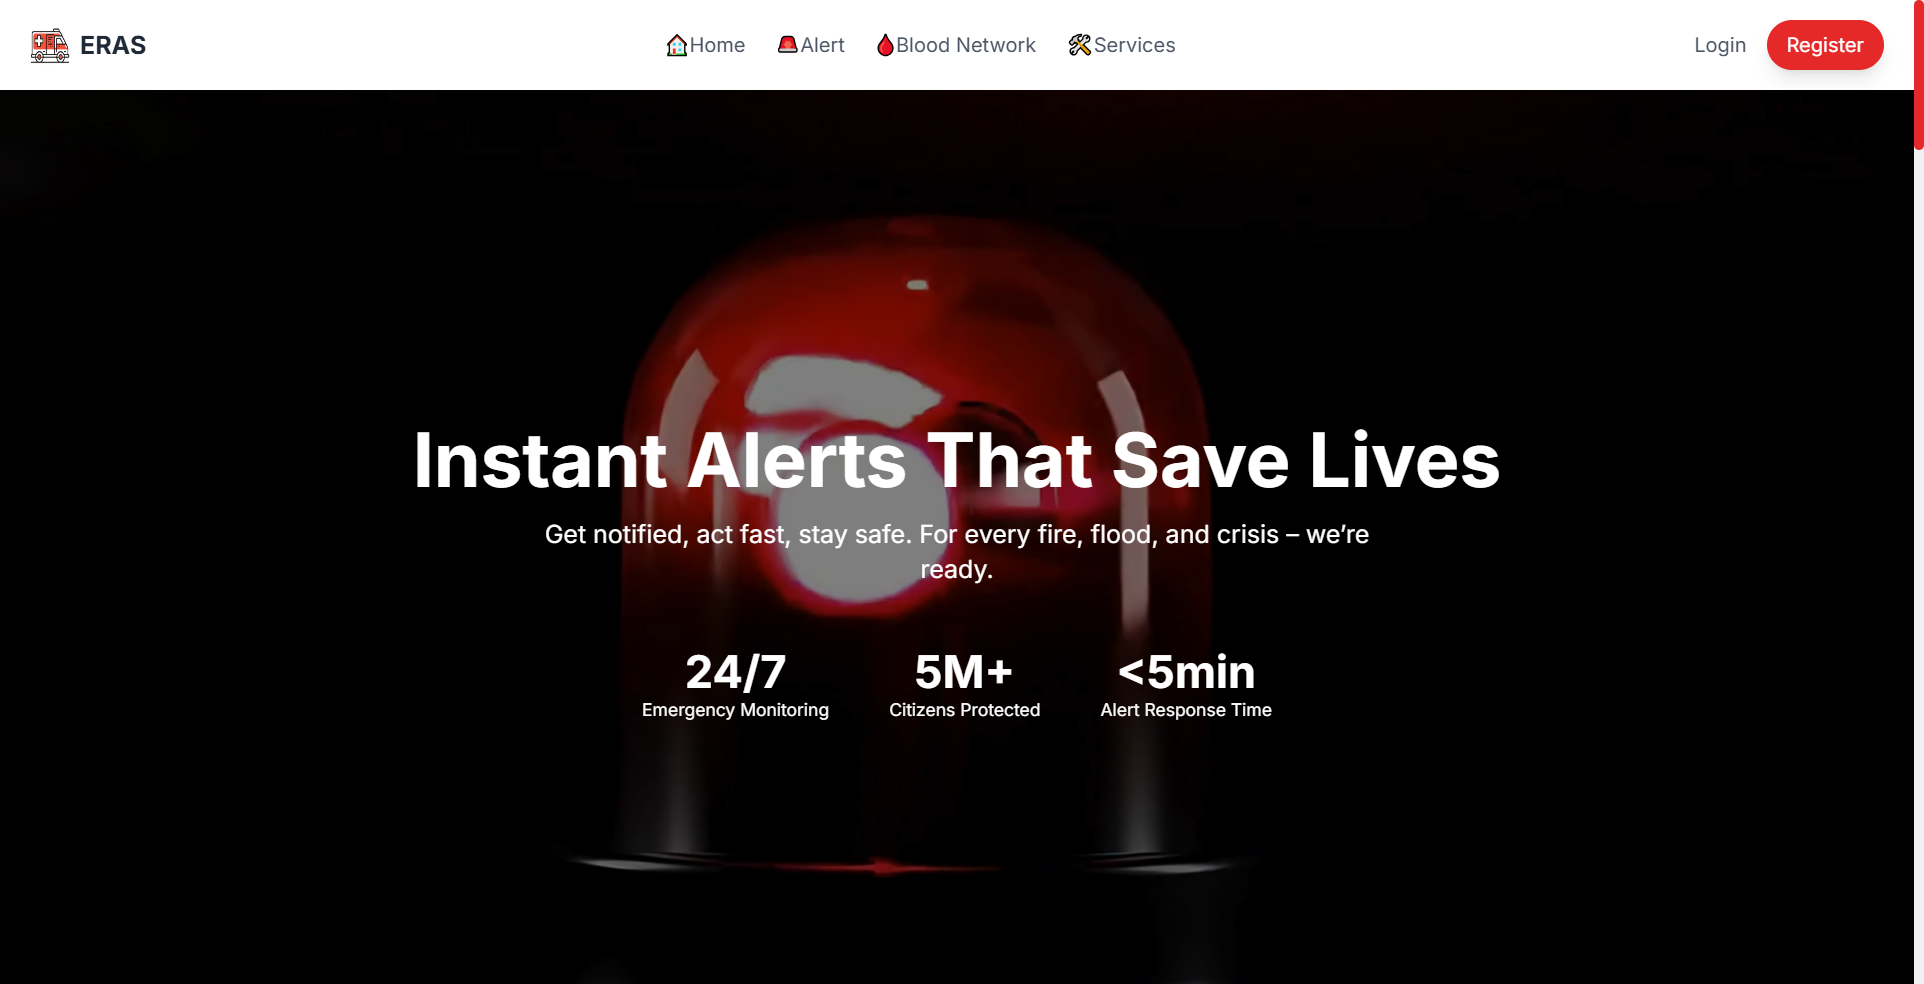 ERAS
Home
Alert
Blood Network
Services
Login
Register
Instant Alerts That Save Lives
Get notified, act fast, stay safe. For every fire, flood, and crisis – we’re
ready.
24/7
Emergency Monitoring
5M+
Citizens Protected
<5min
Alert Response Time